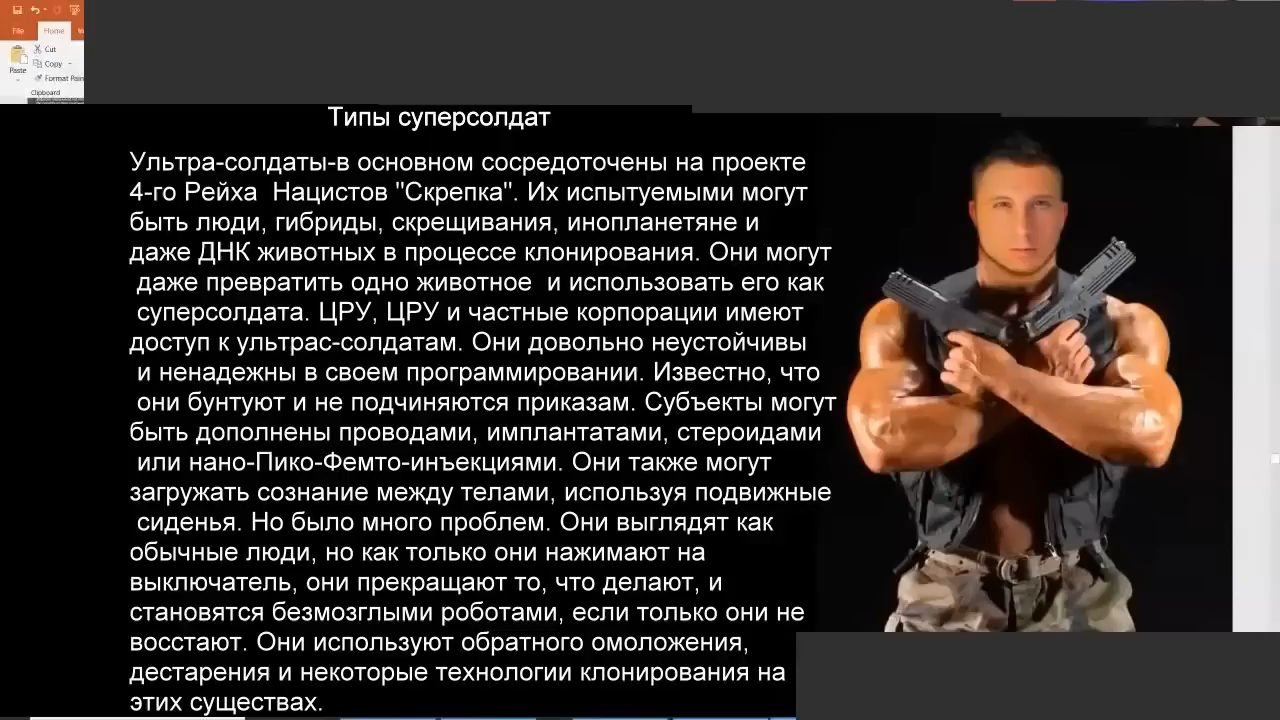 File
Home
Cut
Copy
Paste
Format Pain
Clipboard
Типы суперсолдат
Ультра-солдаты-в основном сосредоточены на проекте
4-го Рейха Нацистов "Скрепка". Их испытуемыми могут
быть люди, гибриды, скрещивания, инопланетяне и
даже ДНК животных в процессе клонирования. Они могут
даже превратить одно животное и использовать его как
суперсолдата. ЦРУ, ЦРУ и частные корпорации имеют
доступ к ультрас-солдатам. Они довольно неустойчивы
и ненадежны в своем программировании. Известно, что
они бунтуют и не подчиняются приказам. Субъекты могут
быть дополнены проводами, имплантатами, стероидами
или нано-Пико-Фемто-инъекциями. Они также могут
загружать сознание между телами, используя подвижные
сиденья. Но было много проблем. Они выглядят как
обычные люди, но как только они нажимают на
выключатель, они прекращают то, что делают, и
становятся безмозглыми роботами, если только они не
восстают. Они используют обратного омоложения,
дестарения и некоторые технологии клонирования на
этих существах.